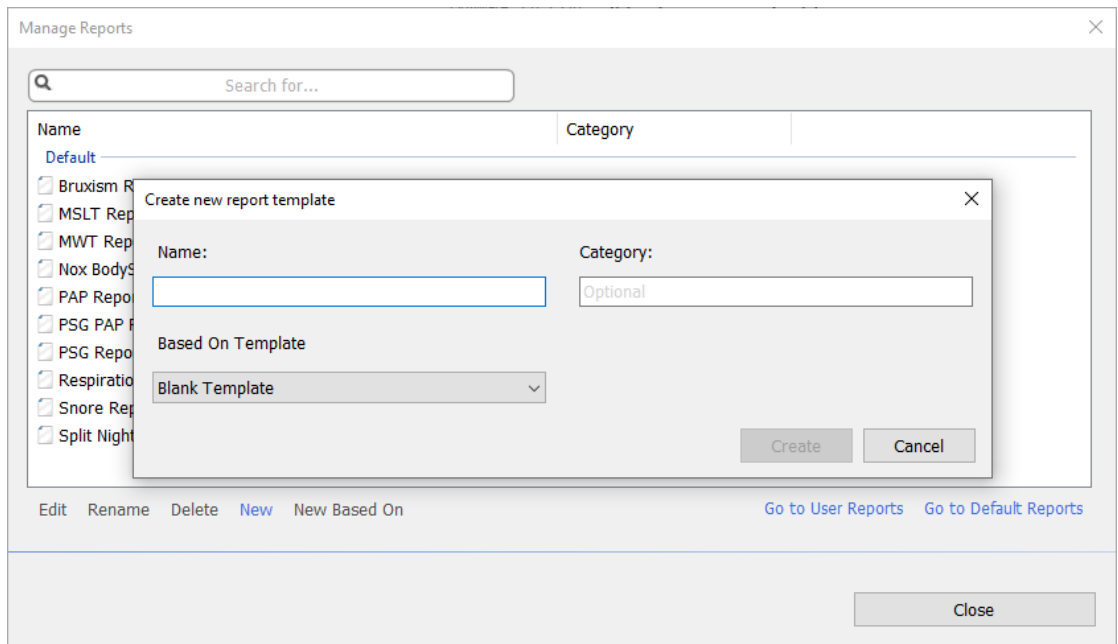 Manage Reports
Search for...
Name Category
Default
Bruxism R
MSLT Rep
MWT Rep
Nox BodyS
PAP Repo
PSG PAP
PSG Repo
Respiratio
Snore Rep
Split Night
Create new report template
Name: Category:
Optional
Based On Template
Blank Template
Create Cancel
Edit Rename Delete New New Based On Go to User Reports Go to Default Reports
Close